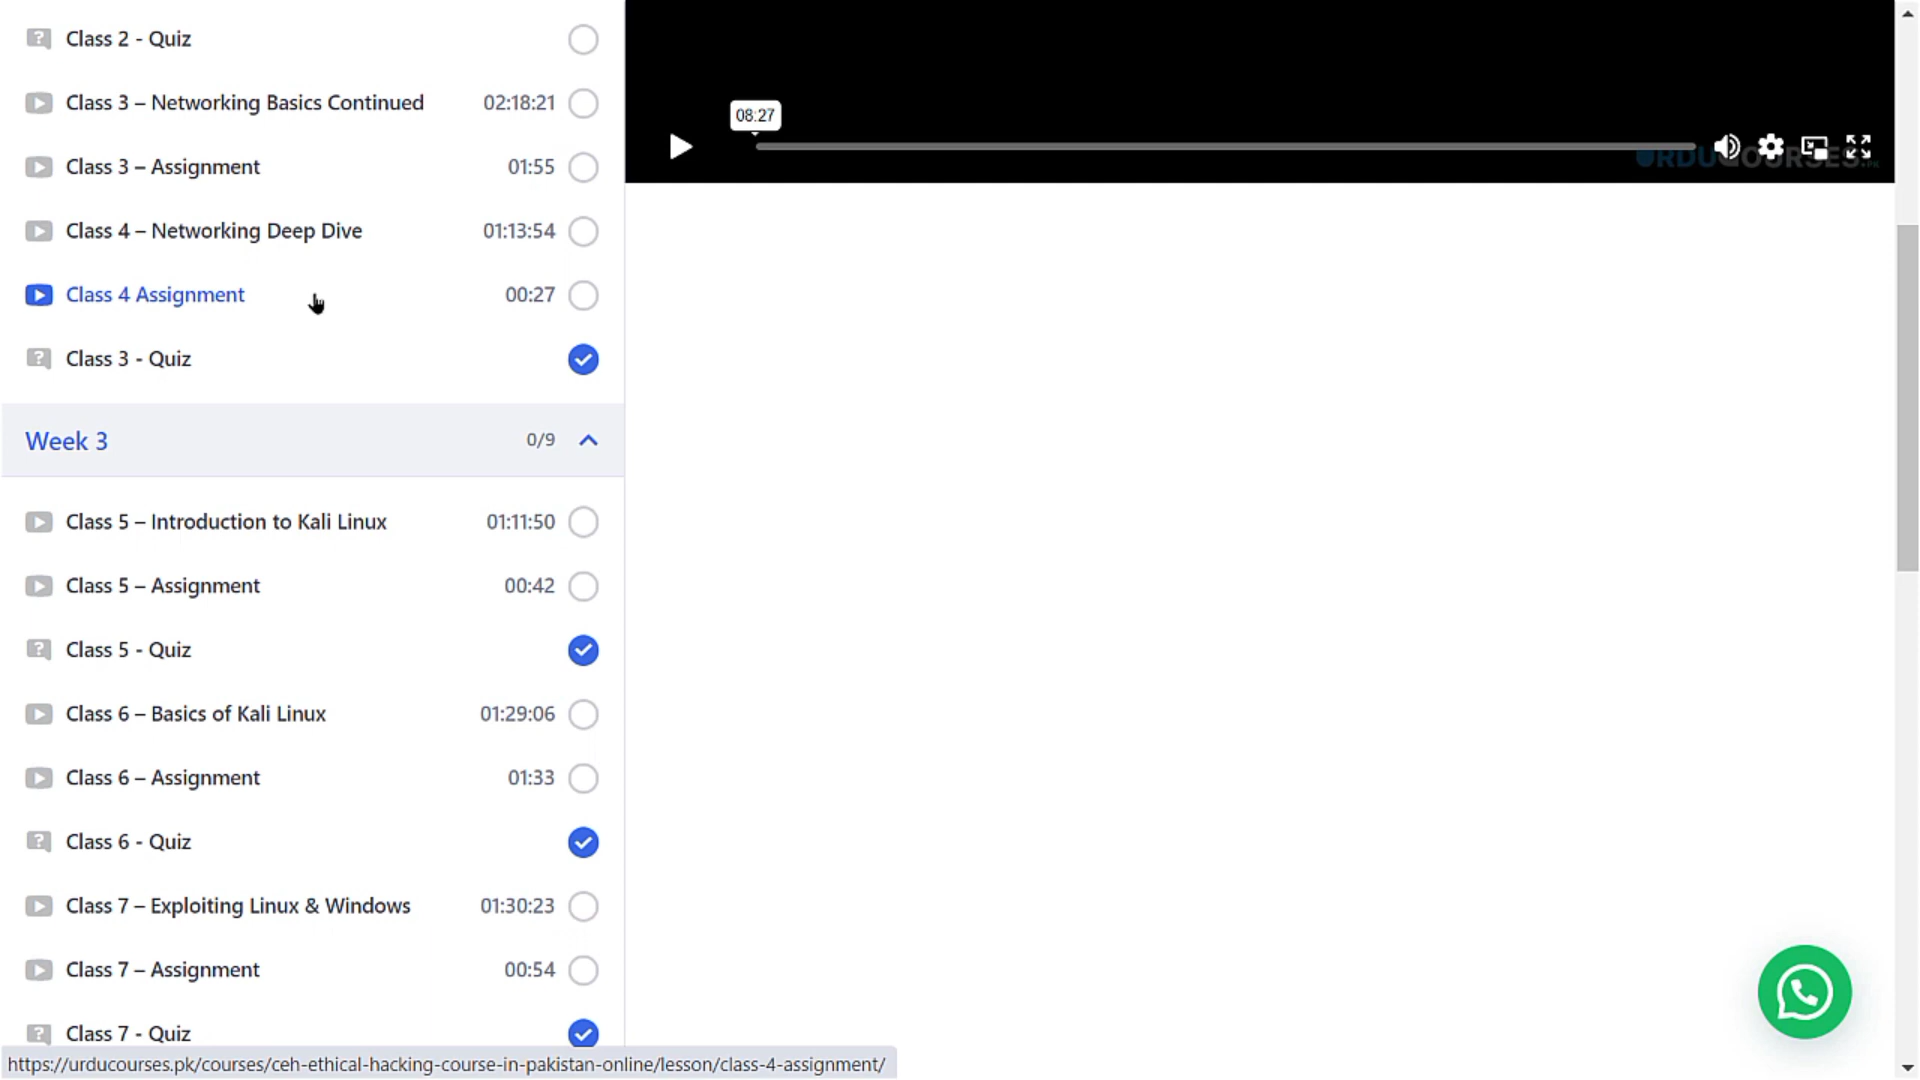 Class 2 - Quiz
Class 3 – Networking Basics Continued 02:18:21
Class 3 – Assignment 01:55
Class 4 – Networking Deep Dive 01:13:54
Class 4 Assignment 00:27
Class 3 - Quiz
Week 3 0/9
Class 5 – Introduction to Kali Linux 01:11:50
Class 5 – Assignment 00:42
Class 5 - Quiz
Class 6 – Basics of Kali Linux 01:29:06
Class 6 – Assignment 01:33
Class 6 - Quiz
Class 7 – Exploiting Linux & Windows 01:30:23
Class 7 – Assignment 00:54
Class 7 - Quiz
https://urducourses.pk/courses/ceh-ethical-hacking-course-in-pakistan-online/lesson/class-4-assignment/
08:27
URDUCOURSES